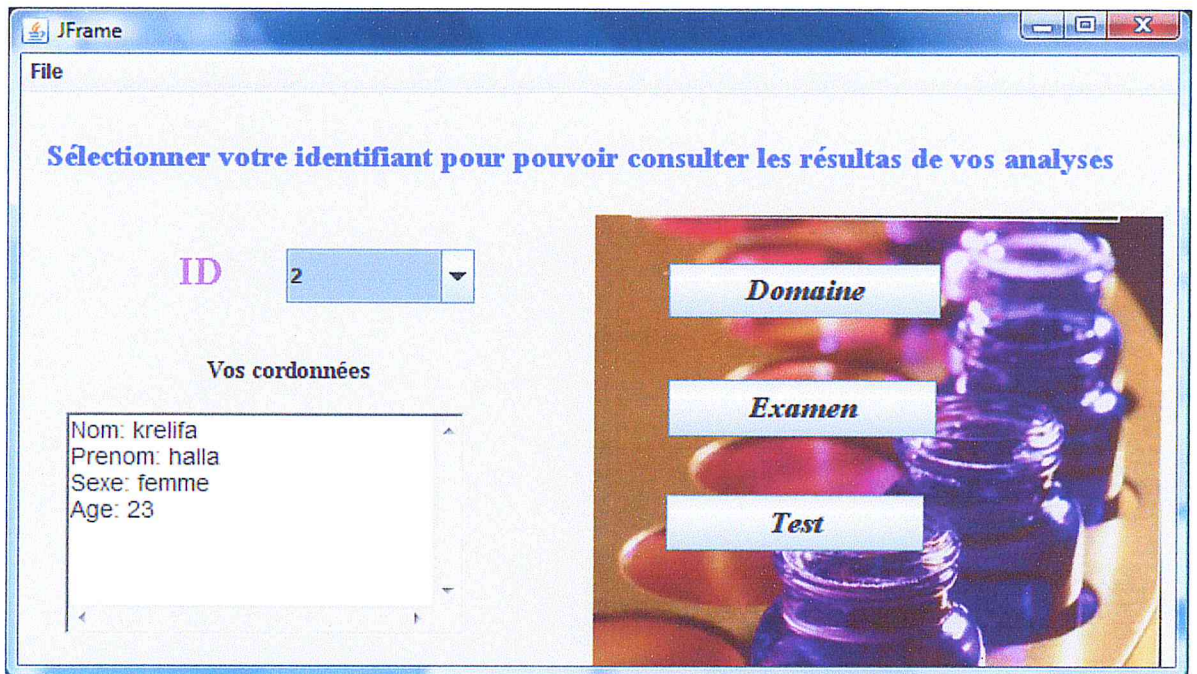 JFrame
File
Sélectionner votre identifiant pour pouvoir consulter les résultas de vos analyses
ID
2
Vos cordonnées
Nom: krelifa
Prenom: halla
Sexe: femme
Age: 23
Domaine
Examen
Test